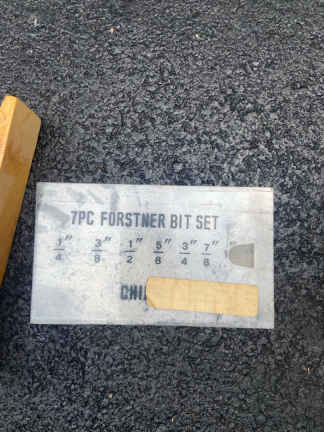 7PC FORSTNER BIT SET
1/4" 3/8" 1/2" 5/8" 3/4" 7/8"